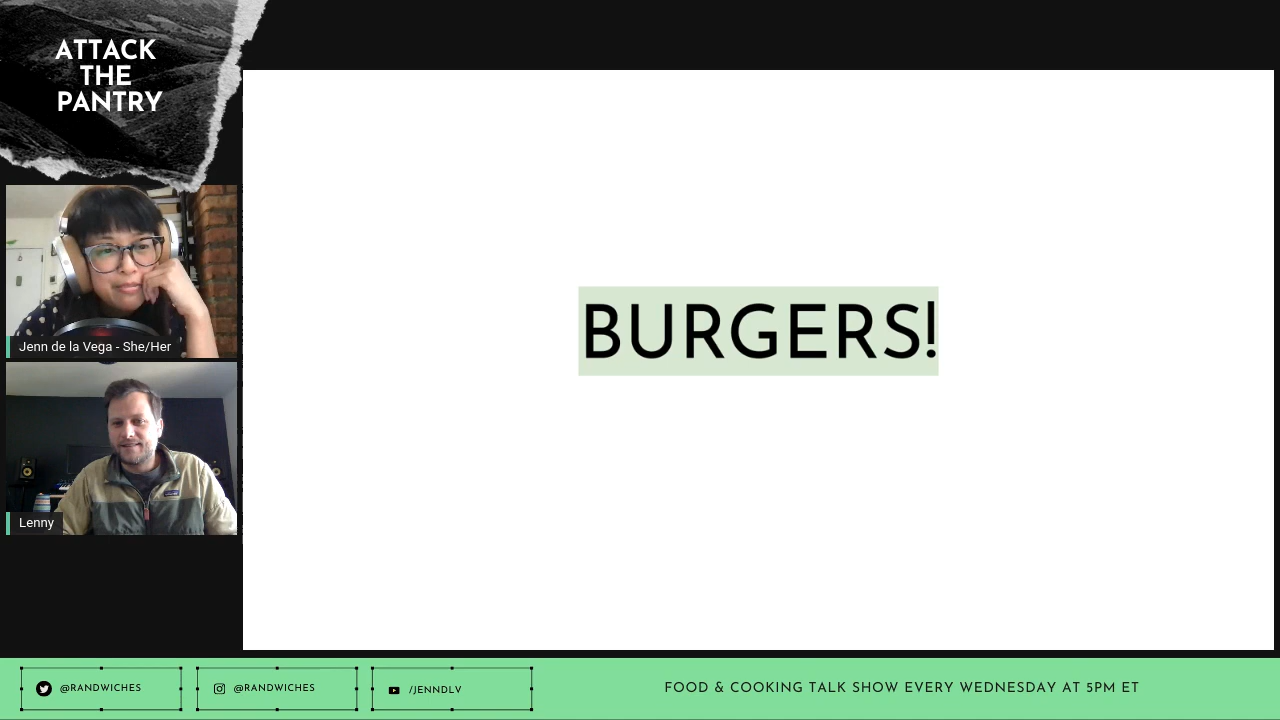 ATTACK
THE
PANTRY
Jenn de la Vega - She/Her
BURGERS!
Lenny
@RANDWICHES
@RANDWICHES
/JENNDLV
FOOD & COOKING TALK SHOW EVERY WEDNESDAY AT 5PM ET